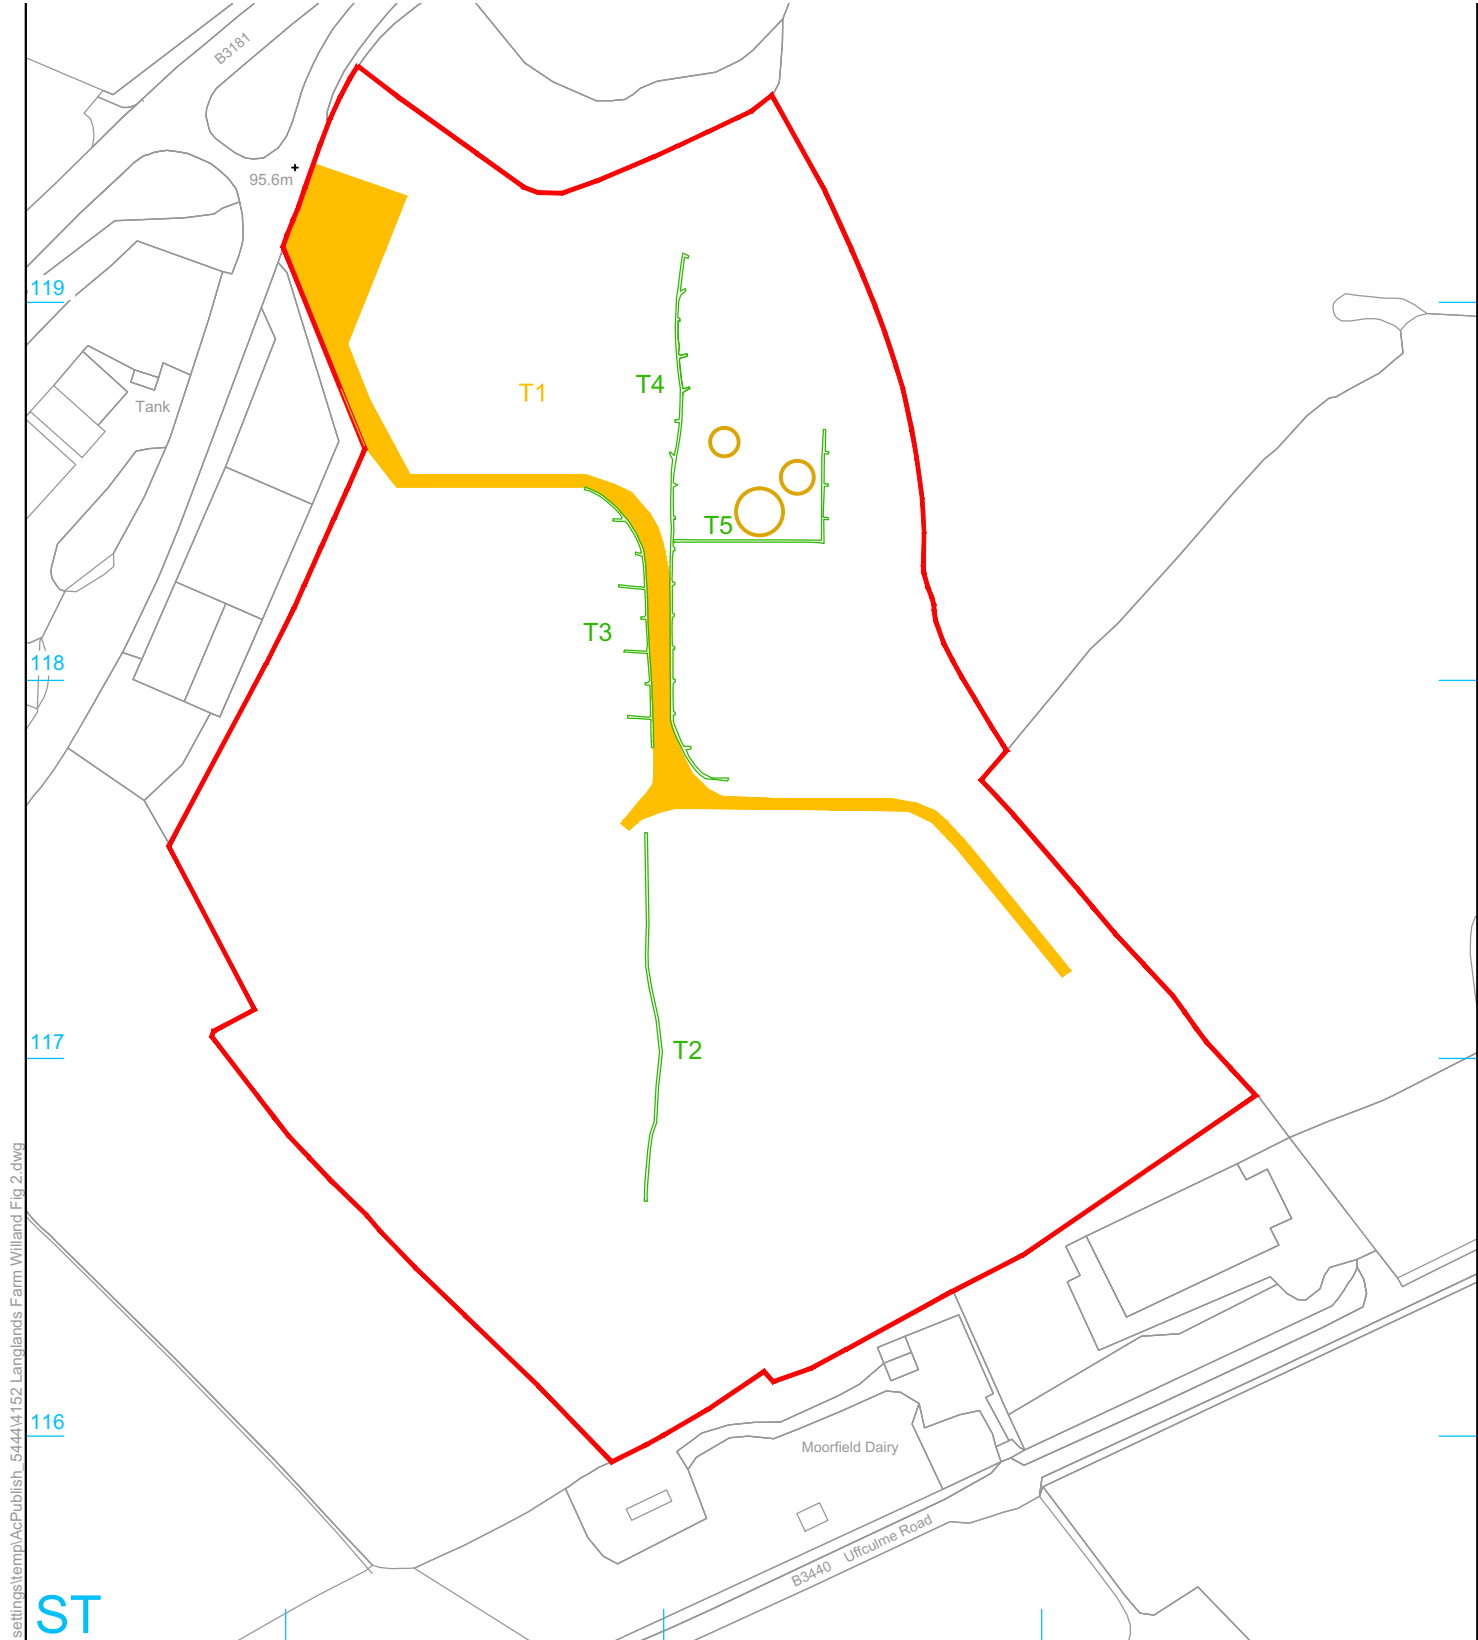 B3181
95.6m
119
T4
T1
Tank
T5
T3
118
117
T2
settings\temp\AcPublish_5444\4152 Langlands Farm Willand Fig 2.dwg
116
Moorfield Dairy
B3440 Uffculme Road
ST